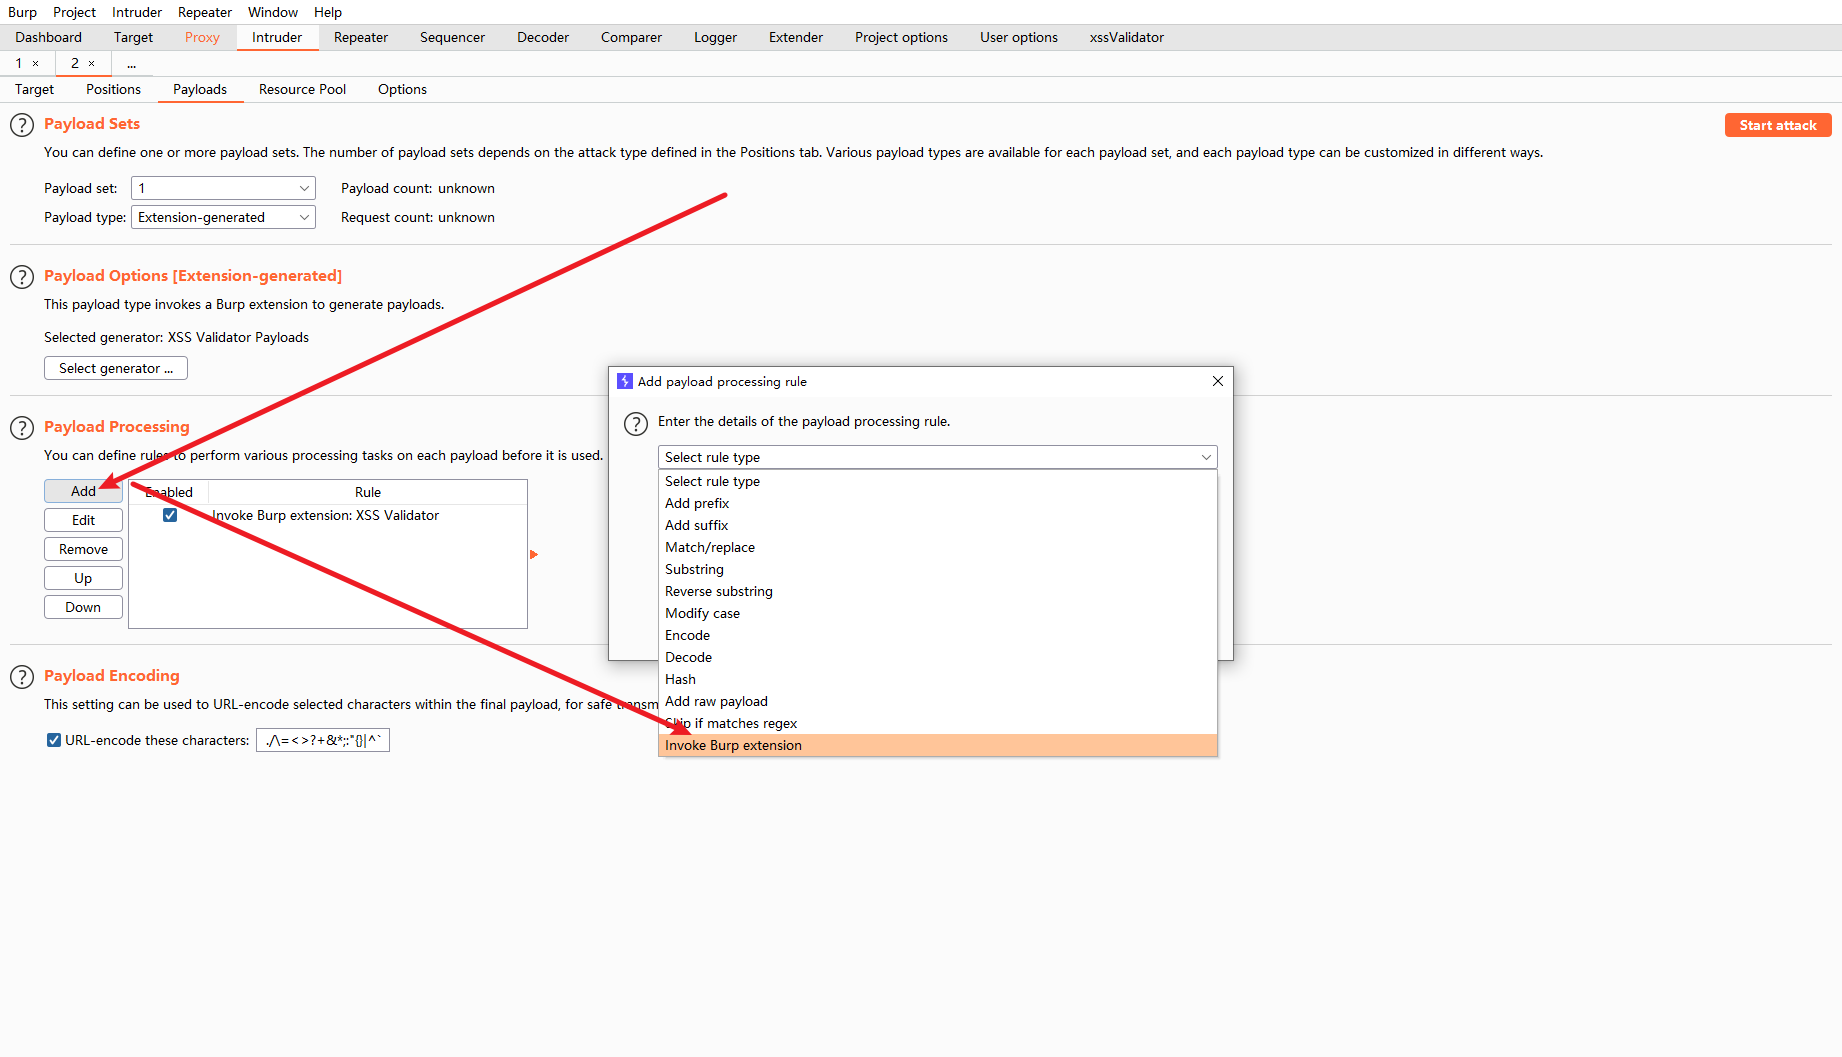 Burp Project Intruder Repeater Window Help
Dashboard Target Proxy Intruder Repeater Sequencer Decoder Comparer Logger Extender Project options User options xssValidator
1 × 2 × ...
Target Positions Payloads Resource Pool Options
? Payload Sets
Start attack
You can define one or more payload sets. The number of payload sets depends on the attack type defined in the Positions tab. Various payload types are available for each payload set, and each payload type can be customized in different ways.
Payload set: 1 Payload count: unknown
Payload type: Extension-generated Request count: unknown
? Payload Options [Extension-generated]
This payload type invokes a Burp extension to generate payloads.
Selected generator: XSS Validator Payloads
Select generator ...
? Payload Processing
You can define rules to perform various processing tasks on each payload before it is used.
Add Enabled Rule
Edit
Remove
Up
Down
Invoke Burp extension: XSS Validator
? Payload Encoding
This setting can be used to URL-encode selected characters within the final payload, for safe transm
URL-encode these characters: ./\=<>?+&*;:"{}|^`
Add payload processing rule
? Enter the details of the payload processing rule.
Select rule type
Select rule type
Add prefix
Add suffix
Match/replace
Substring
Reverse substring
Modify case
Encode
Decode
Hash
Add raw payload
Skip if matches regex
Invoke Burp extension